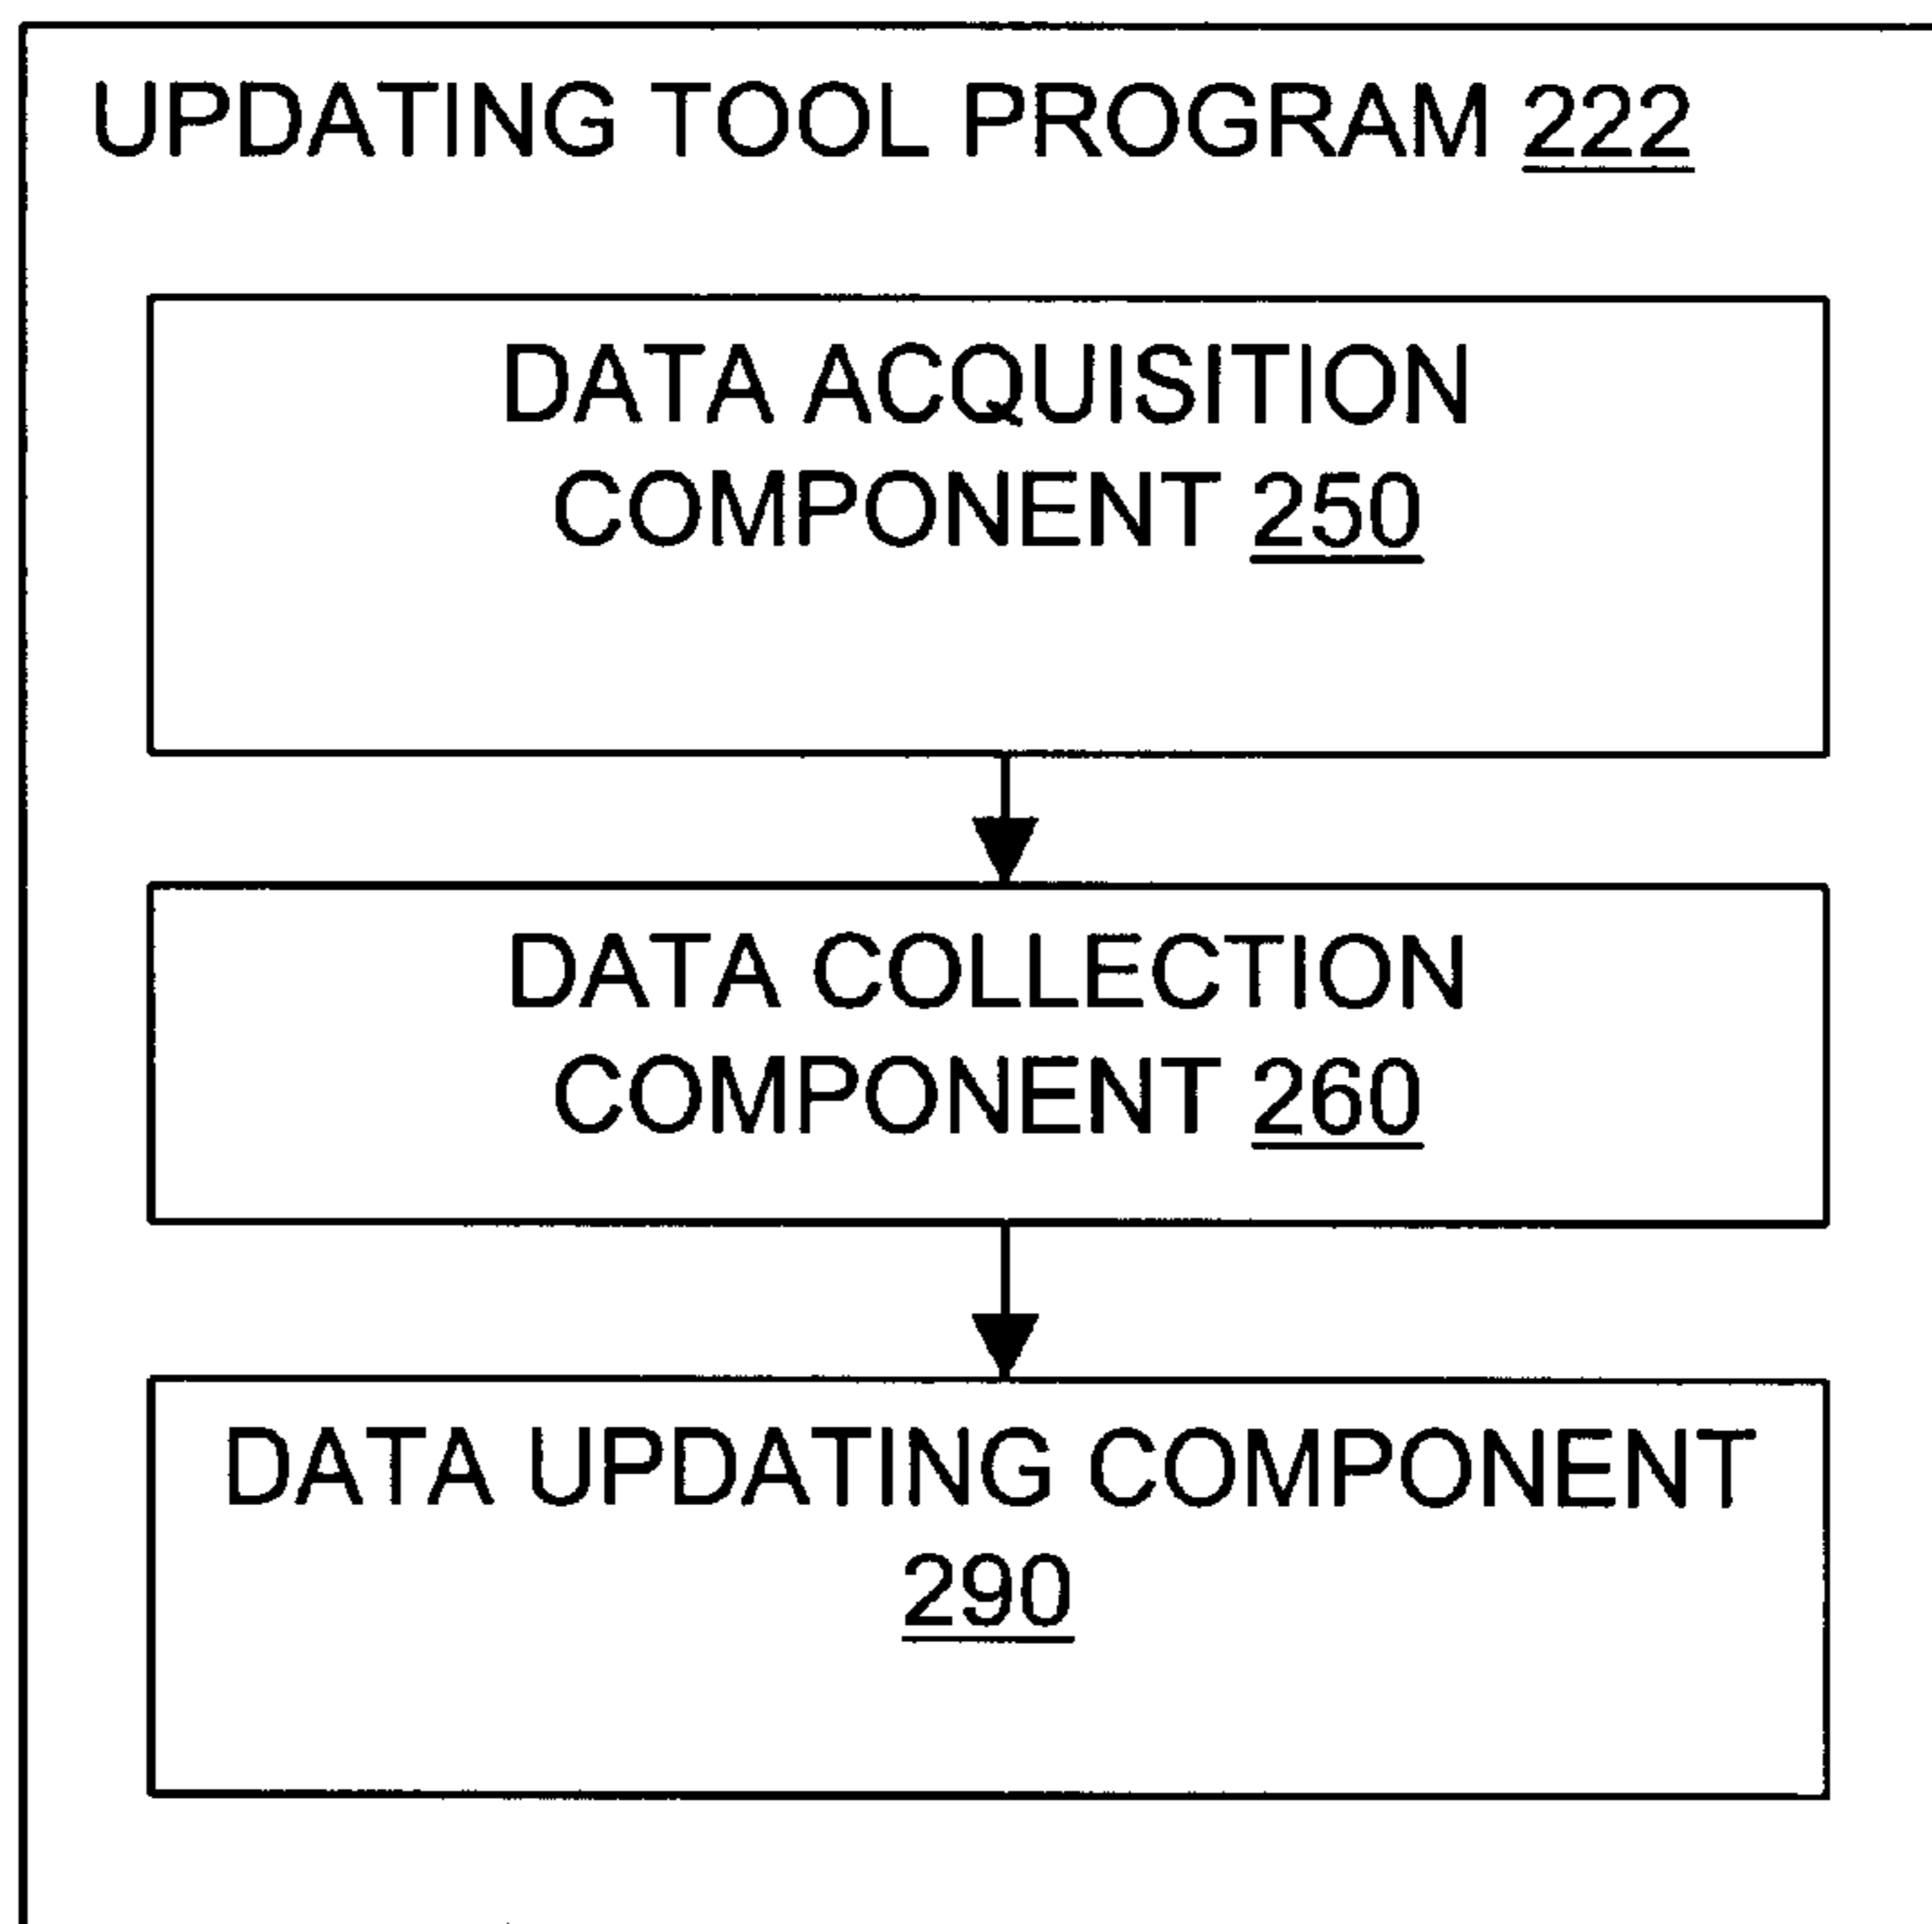 UPDATING TOOL PROGRAM 222
DATA ACQUISITION
COMPONENT 250
DATA COLLECTION
COMPONENT 260
DATA UPDATING COMPONENT
290